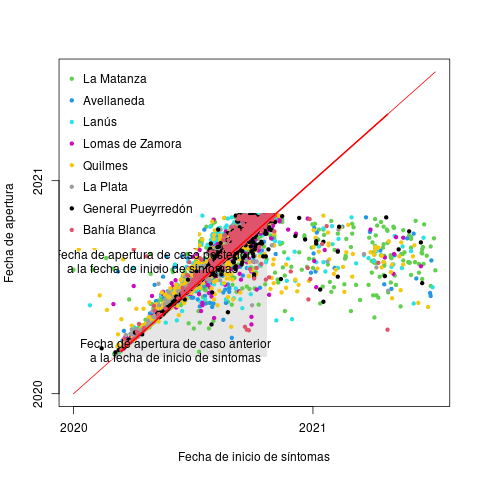 La Matanza
Avellaneda
Lanús
Lomas de Zamora
Quilmes
La Plata
General Pueyrredón
Bahía Blanca
Fecha de apertura de caso posterior
a la fecha de inicio de síntomas
Fecha de apertura de caso anterior
a la fecha de inicio de síntomas
Fecha de apertura
2021
2020
2020 2021
Fecha de inicio de síntomas